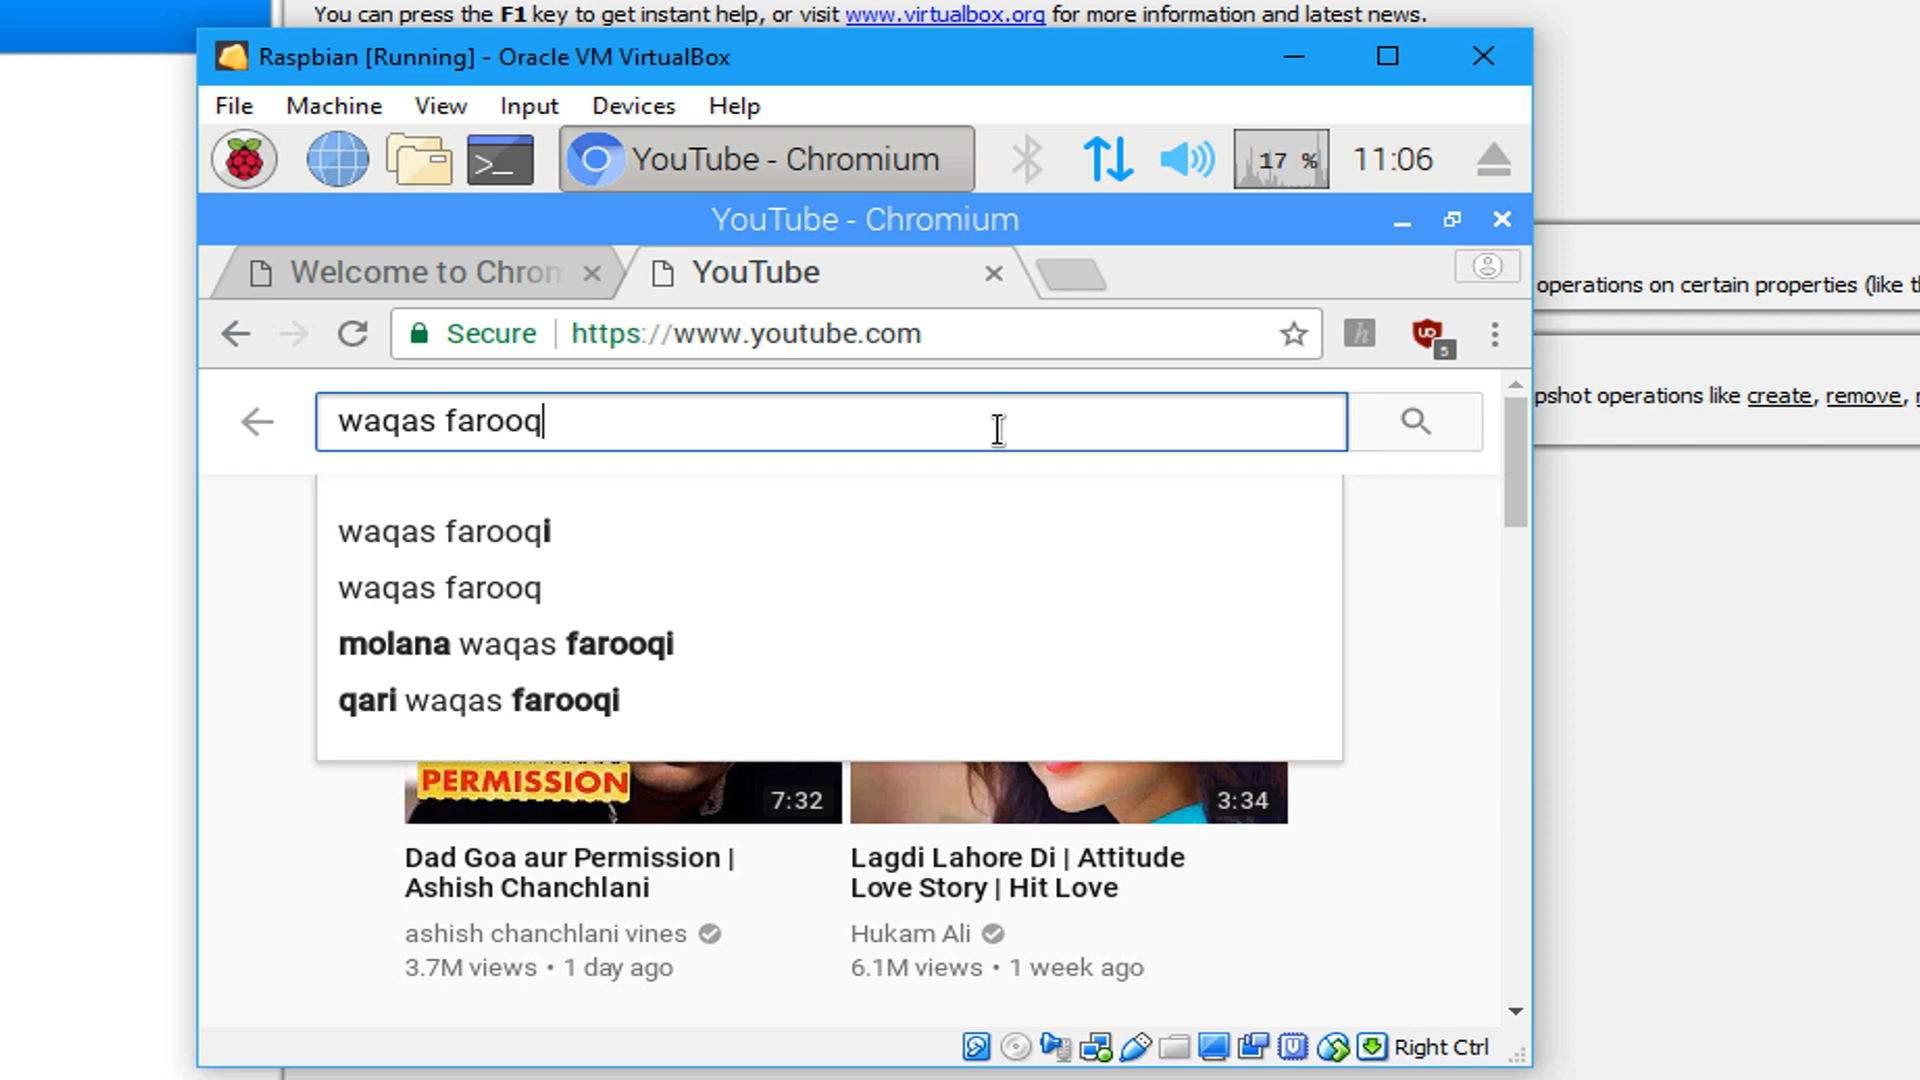 You can press the F1 key to get instant help, or visit www.virtualbox.org for more information and latest news.
Raspbian [Running] - Oracle VM VirtualBox
File Machine View Input Devices Help
>_ YouTube - Chromium 17 % 11:06
YouTube - Chromium
Welcome to Chrom YouTube
operations on certain properties (like th
Secure https://www.youtube.com h 5
pshot operations like create, remove,
waqas farooq
waqas farooqi
waqas farooq
molana waqas farooqi
qari waqas farooqi
PERMISSION 7:32 3:34
Dad Goa aur Permission | Lagdi Lahore Di | Attitude
Ashish Chanchlani Love Story | Hit Love
ashish chanchlani vines Hukam Ali
3.7M views • 1 day ago 6.1M views • 1 week ago
Right Ctrl